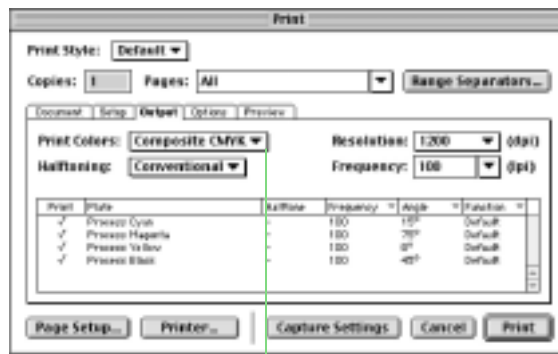 Print
Print Style: Default
Copies: 1 Pages: All Range Separators...
Document Setup Output Options Preview
Print Colors: Composite CMYK Resolution: 1200 (dpi)
Halftoning: Conventional Frequency: 100 (lpi)
Print Plate Halftone Frequency Angle Function
√ Process Cyan - 100 15° Default
√ Process Magenta - 100 75° Default
√ Process Yellow - 100 0° Default
√ Process Black - 100 45° Default
Page Setup... Printer... Capture Settings Cancel Print